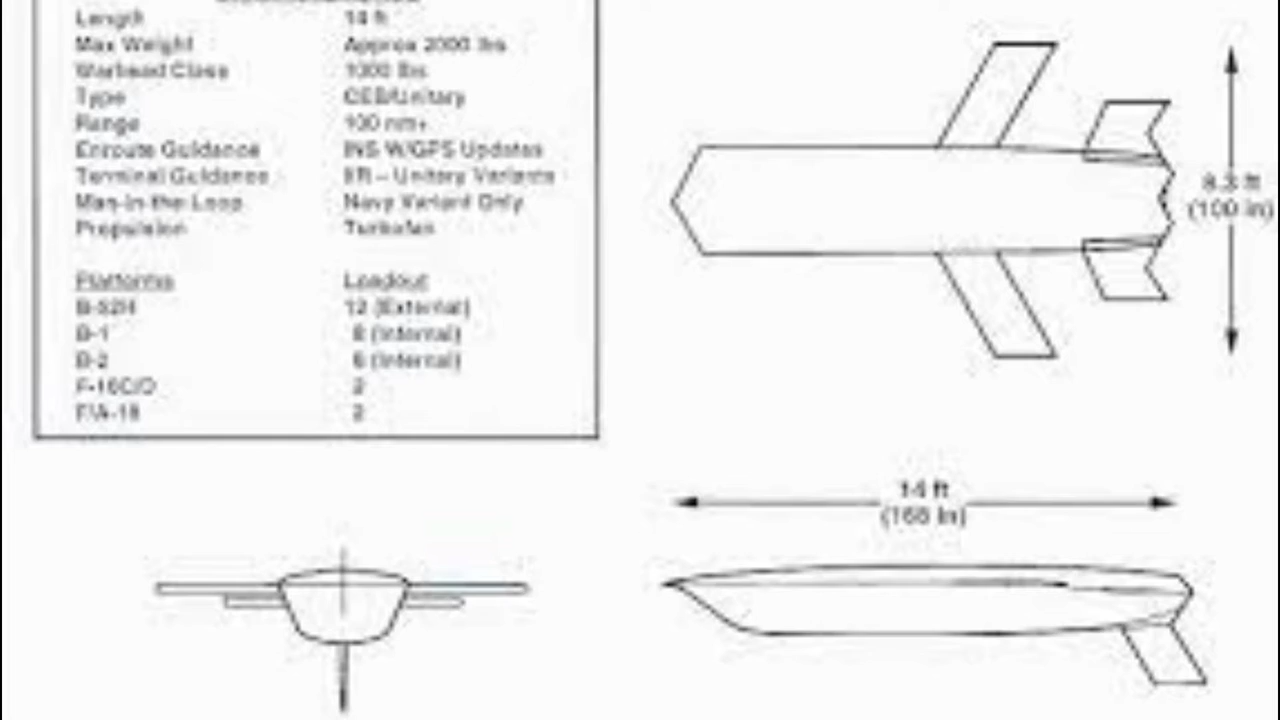 Length 14 ft
Max Weight Approx 2000 lbs
Warhead Class 1000 lbs
Type CEB/Unitary
Range 100 nm+
Enroute Guidance INS W/GPS Updates
Terminal Guidance IIR – Unitary Variants
Man-in-the-Loop Navy Variant Only
Propulsion Turbofan
Platforms Loadout
B-52H 12 (External)
B-1 8 (Internal)
B-2 6 (Internal)
F-16C/D 2
F/A-18 2
8.3 ft
(100 in)
14 ft
(168 in)